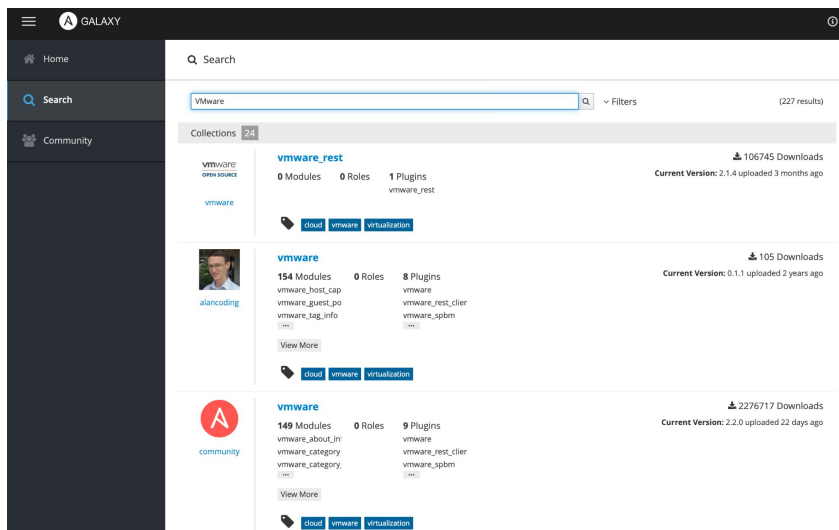 GALAXY
Home
Search
Community
Search
VMware
Filters
(227 results)
Collections 24
vmware
OPEN SOURCE
vmware
vmware_rest
0 Modules 0 Roles 1 Plugins
vmware_rest
cloud vmware virtualization
106745 Downloads
Current Version: 2.1.4 uploaded 3 months ago
alancoding
vmware
154 Modules 0 Roles 8 Plugins
vmware_host_cap vmware
vmware_guest_po vmware_rest_clier
vmware_tag_info vmware_spbm
... ...
View More
cloud vmware virtualization
105 Downloads
Current Version: 0.1.1 uploaded 2 years ago
community
vmware
149 Modules 0 Roles 9 Plugins
vmware_about_in vmware
vmware_category vmware_rest_clier
vmware_category_ vmware_spbm
... ...
View More
cloud vmware virtualization
2276717 Downloads
Current Version: 2.2.0 uploaded 22 days ago